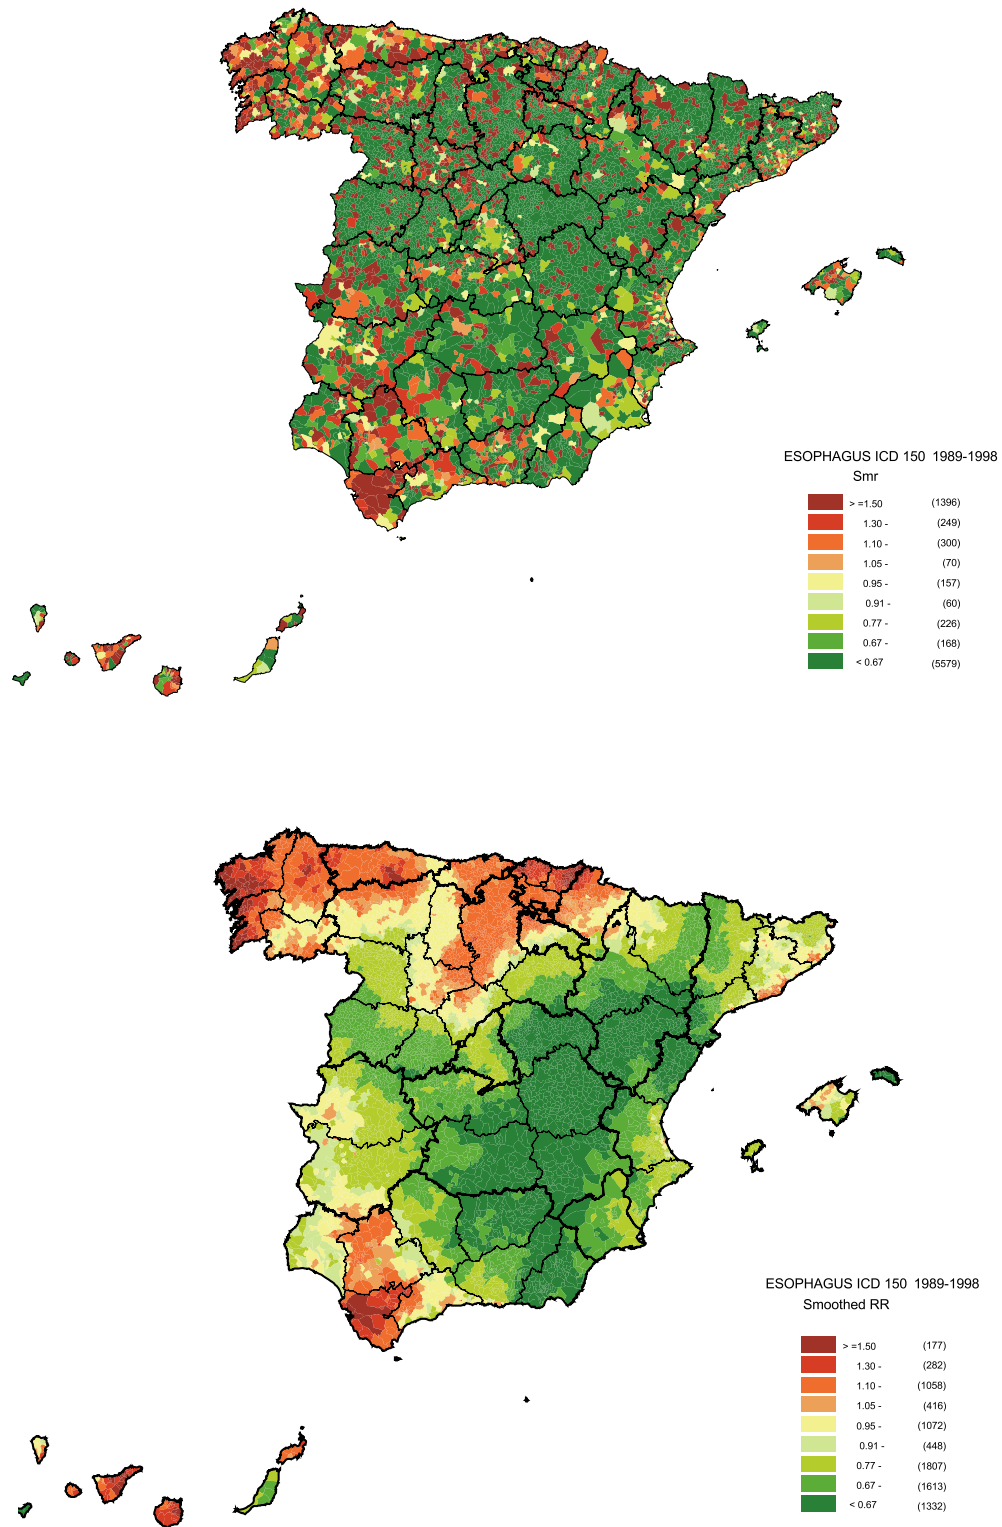 ESOPHAGUS ICD 150 1989-1998
Smr
> =1.50 (1396)
1.30 - (249)
1.10 - (300)
1.05 - (70)
0.95 - (157)
0.91 - (60)
0.77 - (226)
0.67 - (168)
< 0.67 (5579)
ESOPHAGUS ICD 150 1989-1998
Smoothed RR
> =1.50 (177)
1.30 - (282)
1.10 - (1058)
1.05 - (416)
0.95 - (1072)
0.91 - (448)
0.77 - (1807)
0.67 - (1613)
< 0.67 (1332)